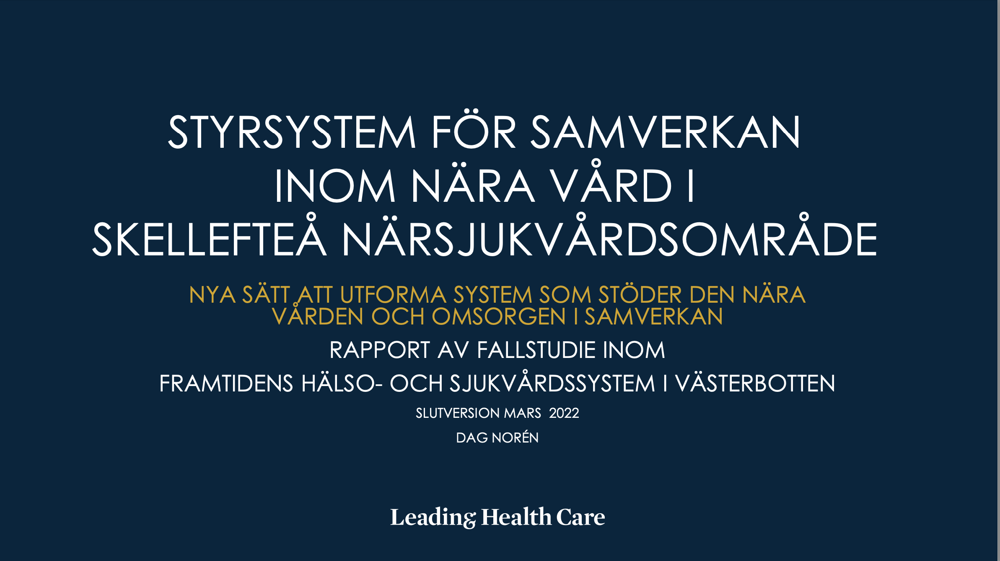 STYRSYSTEM FÖR SAMVERKAN
INOM NÄRA VÅRD I
SKELLEFTEÅ NÄRSJUKVÅRDSOMRÅDE
NYA SÄTT ATT UTFORMA SYSTEM SOM STÖDER DEN NÄRA
VÅRDEN OCH OMSORGEN I SAMVERKAN
RAPPORT AV FALLSTUDIE INOM
FRAMTIDENS HÄLSO- OCH SJUKVÅRDSSYSTEM I VÄSTERBOTTEN
SLUTVERSION MARS 2022
DAG NORÉN
Leading Health Care